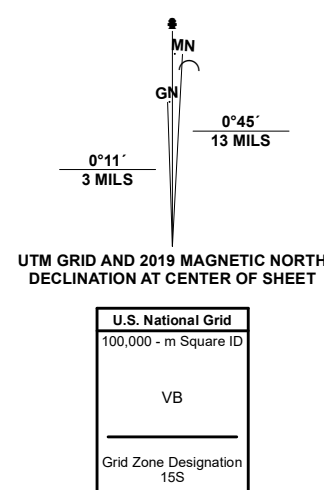 MN
GN
0°45´
13 MILS
0°11´
3 MILS
UTM GRID AND 2019 MAGNETIC NORTH
DECLINATION AT CENTER OF SHEET
U.S. National Grid
100,000 - m Square ID
VB
Grid Zone Designation
15S